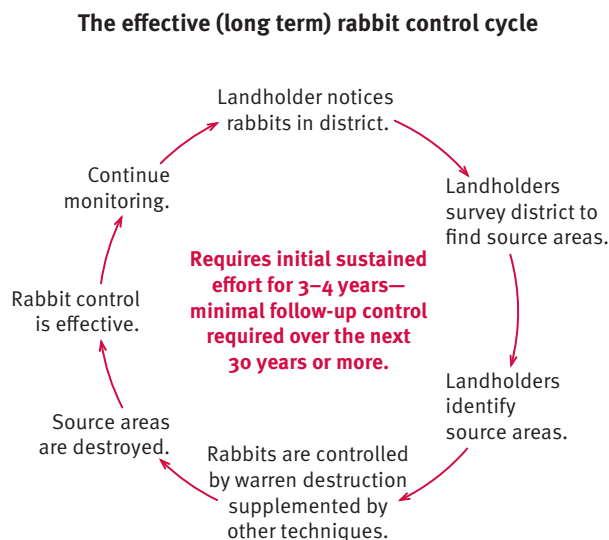 The effective (long term) rabbit control cycle
Landholder notices
rabbits in district.
Landholders
survey district to
find source areas.
Landholders
identify
source areas.
Rabbits are controlled
by warren destruction
supplemented by
other techniques.
Source areas
are destroyed.
Rabbit control
is effective.
Continue
monitoring.
Requires initial sustained
effort for 3–4 years—
minimal follow-up control
required over the next
30 years or more.